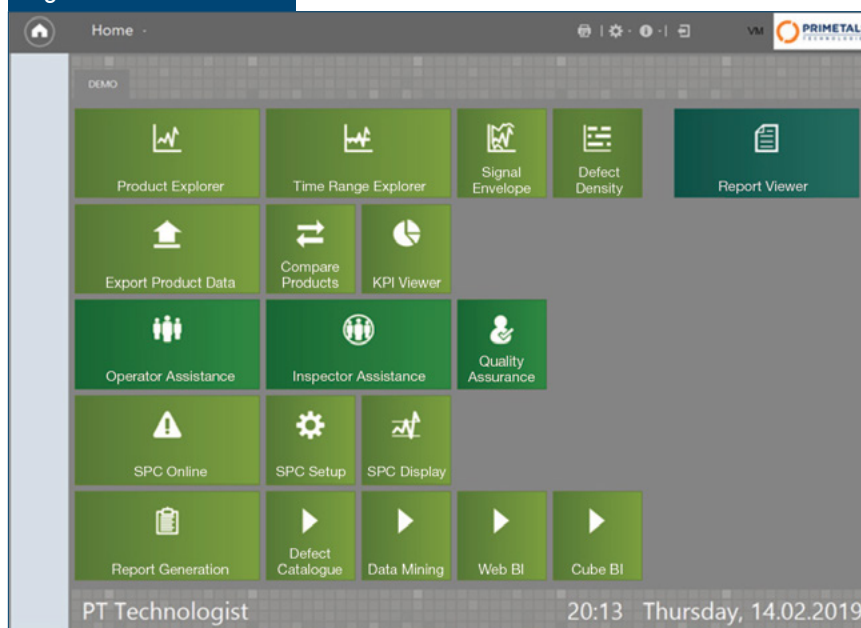 Home
VM
PRIMETAL
DEMO
Product Explorer
Time Range Explorer
Signal
Envelope
Defect
Density
Report Viewer
Export Product Data
Compare
Products
KPI Viewer
Operator Assistance
Inspector Assistance
Quality
Assurance
SPC Online
SPC Setup
SPC Display
Report Generation
Defect
Catalogue
Data Mining
Web BI
Cube BI
PT Technologist
20:13 Thursday, 14.02.2019